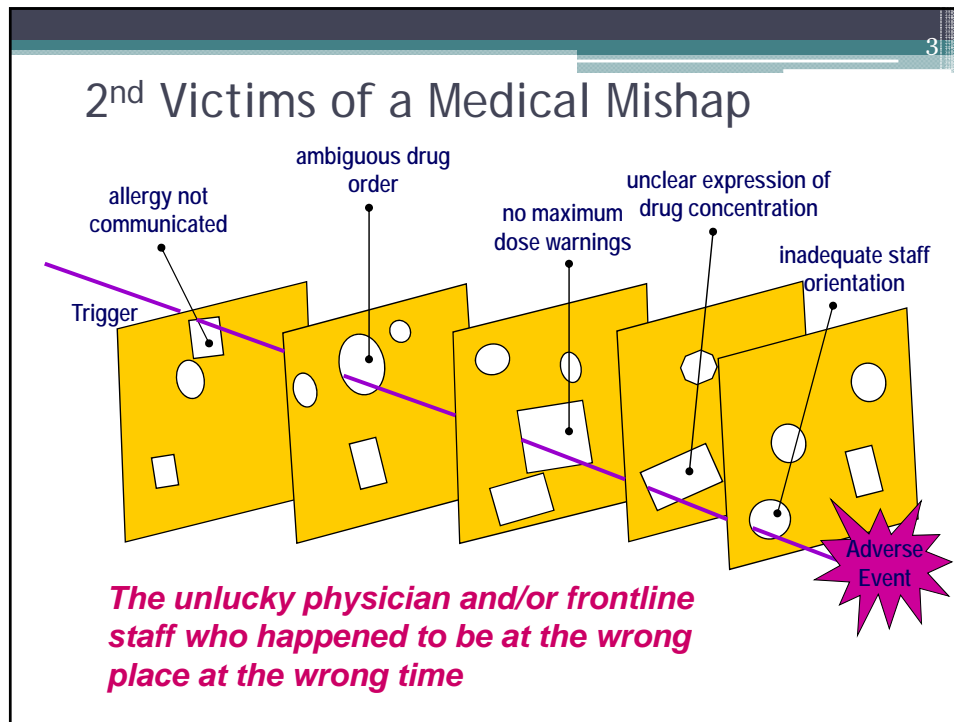 3
2nd Victims of a Medical Mishap
ambiguous drug
order
allergy not
communicated
unclear expression of
drug concentration
no maximum
dose warnings
inadequate staff
orientation
Trigger
Adverse
Event
The unlucky physician and/or frontline
staff who happened to be at the wrong
place at the wrong time